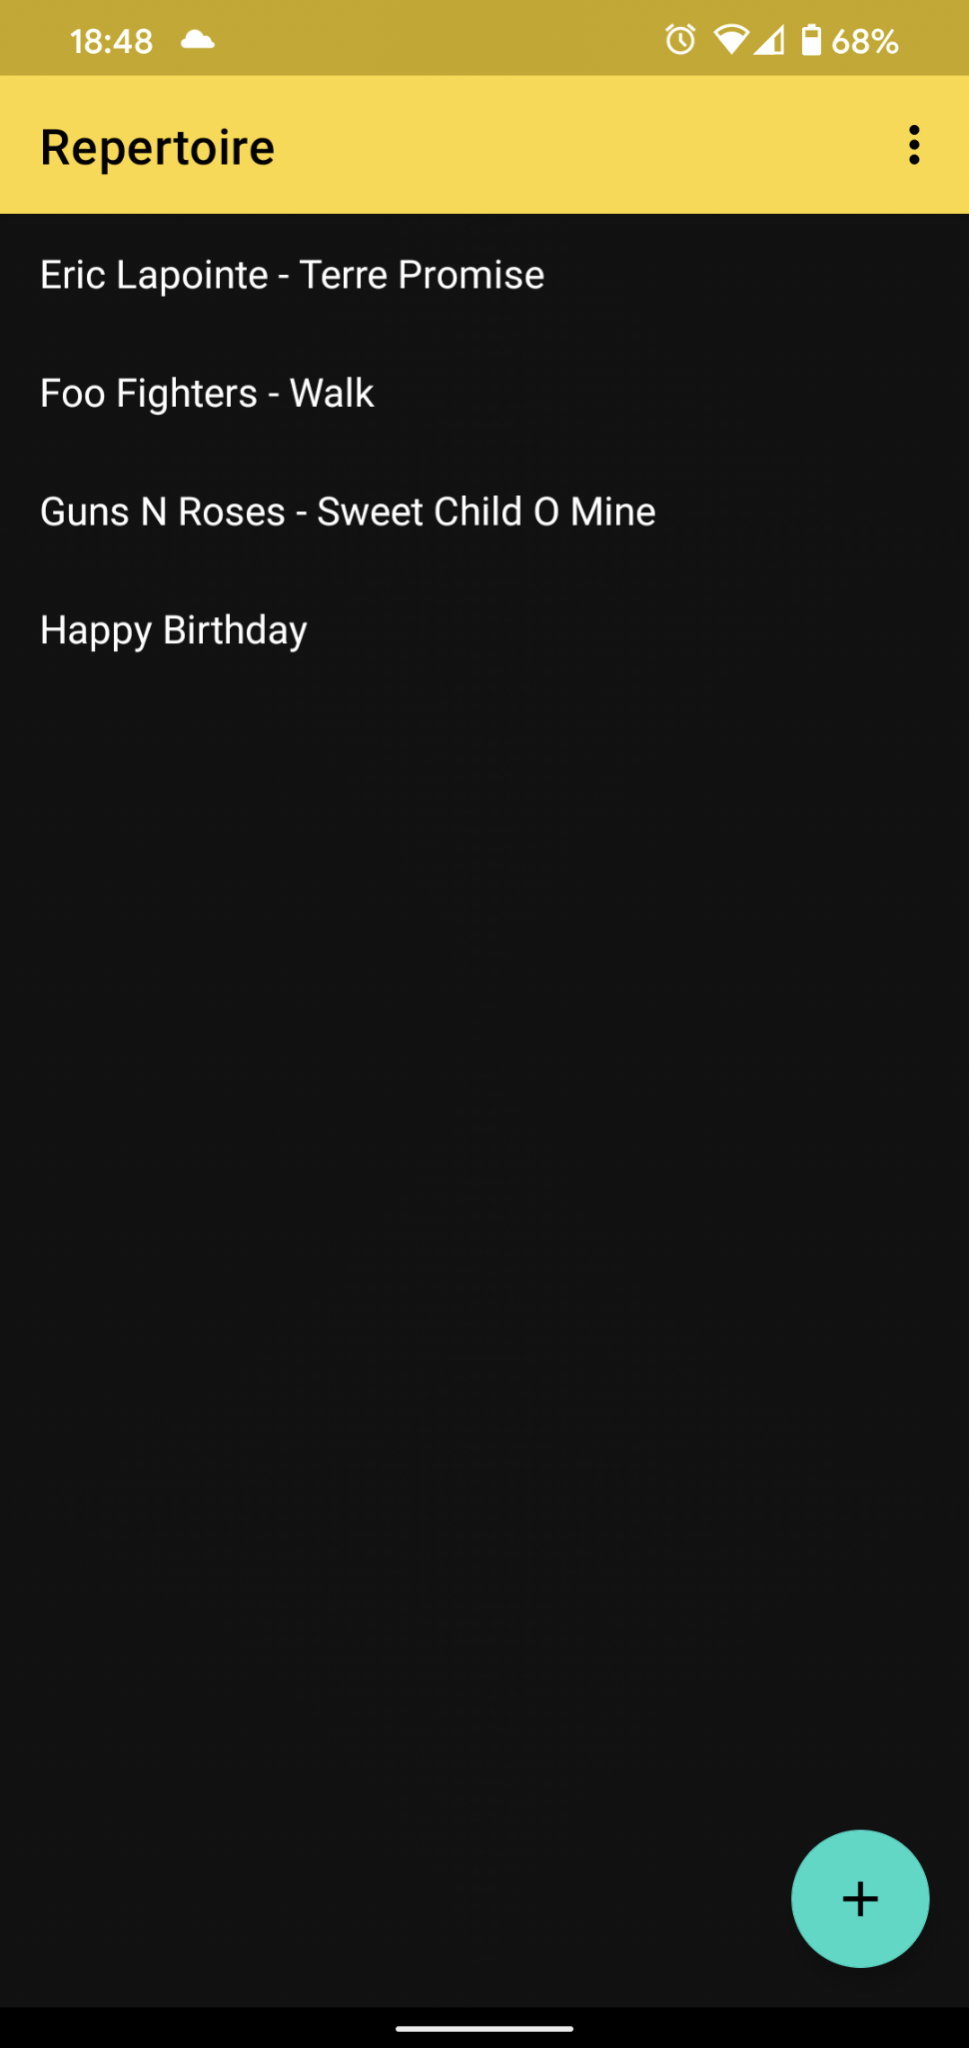 18:48 68%
Repertoire
Eric Lapointe - Terre Promise
Foo Fighters - Walk
Guns N Roses - Sweet Child O Mine
Happy Birthday